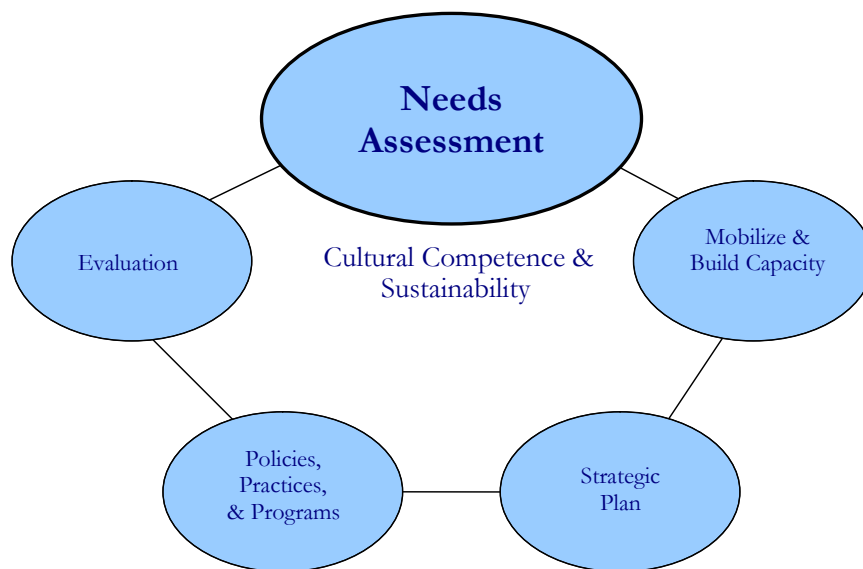 Needs
Assessment
Evaluation
Cultural Competence &
Sustainability
Mobilize &
Build Capacity
Policies,
Practices,
& Programs
Strategic
Plan